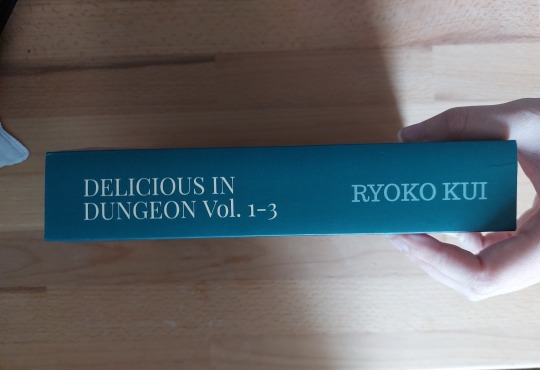 DELICIOUS IN
DUNGEON Vol. 1-3
RYOKO KUI